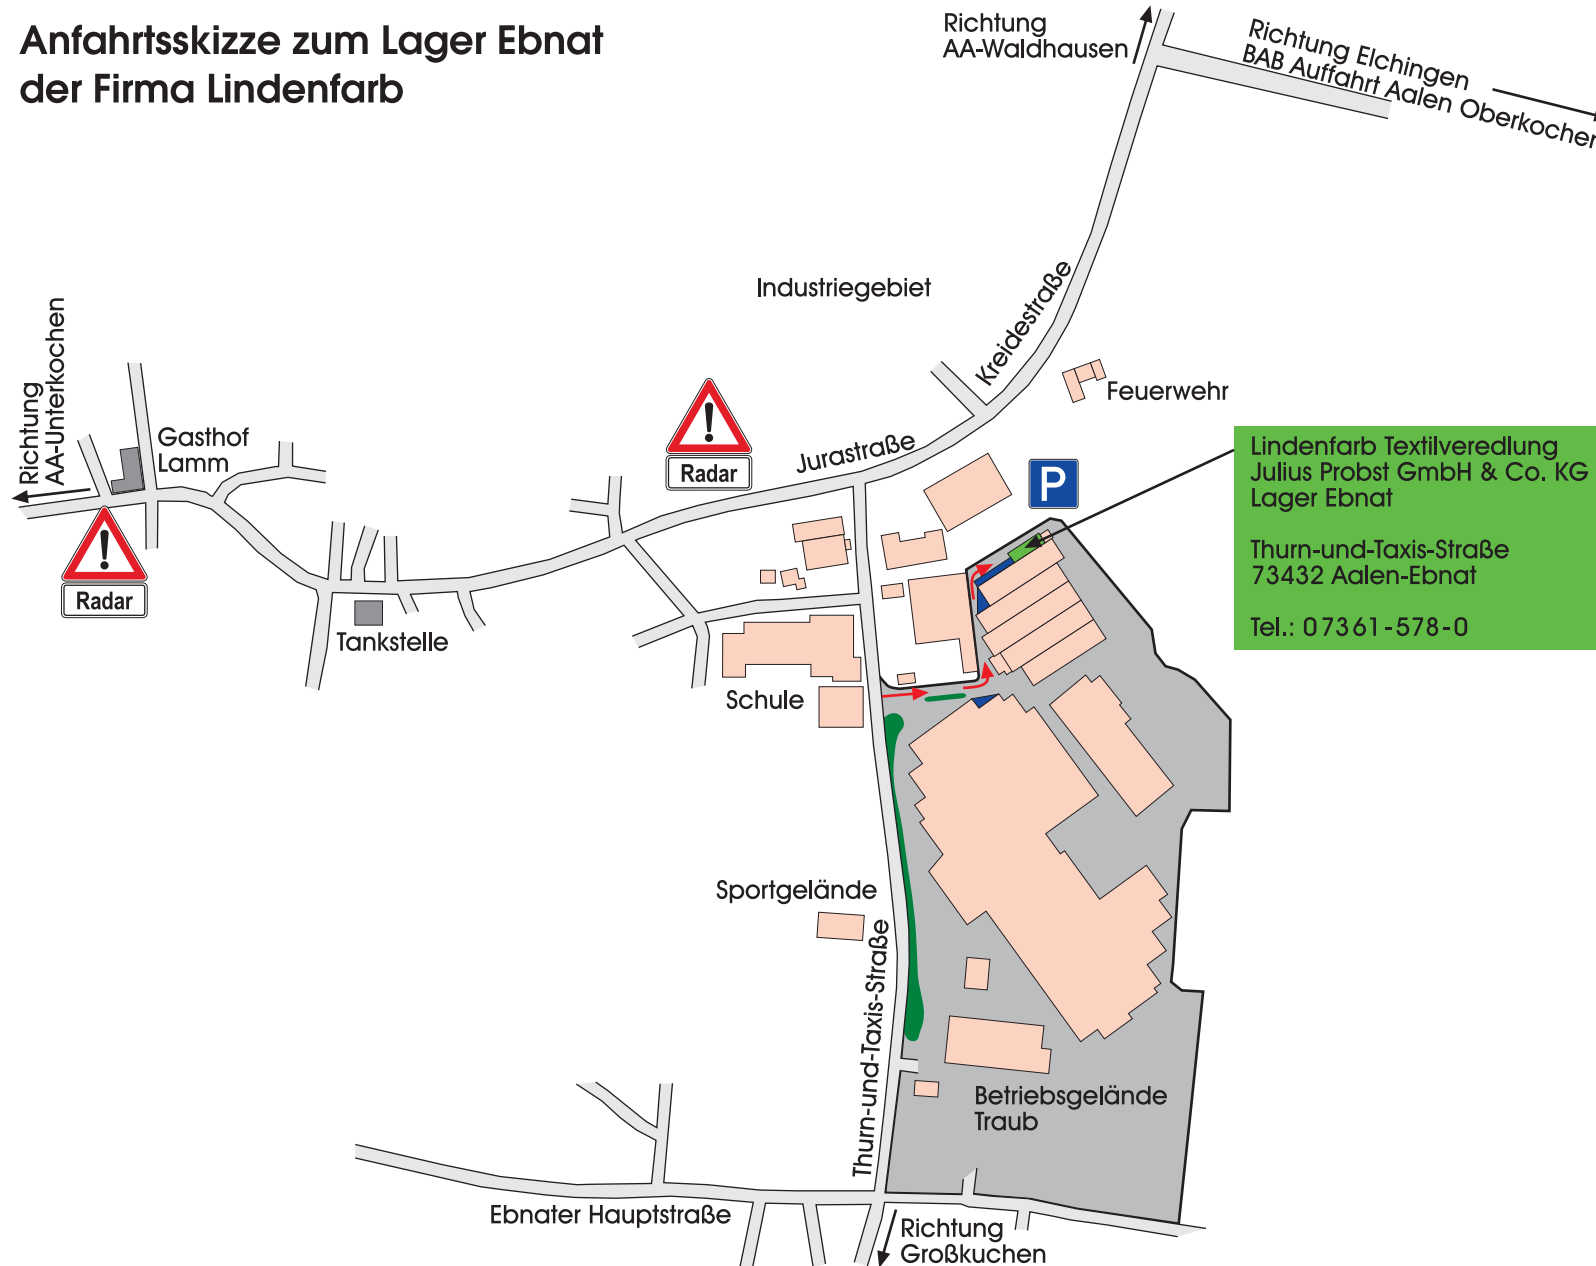 Anfahrtsskizze zum Lager Ebnat
der Firma Lindenfarb
Richtung
AA-Waldhausen
Richtung Elchingen
BAB Auffahrt Aalen Oberkochen
Industriegebiet
Kreidestraße
Feuerwehr
Richtung
AA-Unterkochen
Gasthof
Lamm
Radar
Jurastraße
P
Lindenfarb Textilveredlung
Julius Probst GmbH & Co. KG
Lager Ebnat
Thurn-und-Taxis-Straße
73432 Aalen-Ebnat
Tel.: 07361-578-0
Radar
Tankstelle
Schule
Sportgelände
Thurn-und-Taxis-Straße
Betriebsgelände
Traub
Ebnater Hauptstraße
Richtung
Großkuchen